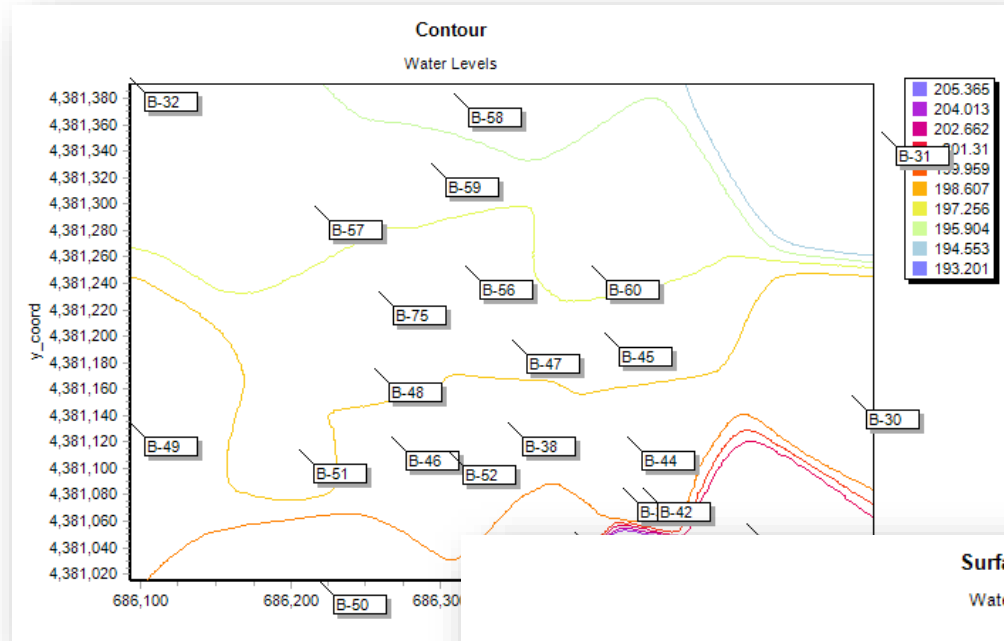 Contour
Water Levels
4,381,380
4,381,360
4,381,340
4,381,320
4,381,300
4,381,280
4,381,260
4,381,240
4,381,220
4,381,200
4,381,180
4,381,160
4,381,140
4,381,120
4,381,100
4,381,080
4,381,060
4,381,040
4,381,020
y_coord
686,100
686,200
B-32
B-58
B-59
B-57
B-56
B-60
B-75
B-47
B-45
B-48
B-49
B-51
B-46
B-52
B-38
B-44
B-42
B-50
B-31
B-30
205.365
204.013
202.662
198.607
197.256
195.904
194.553
193.201